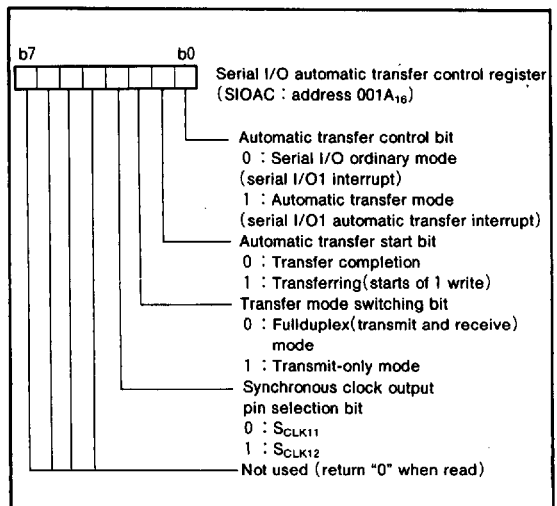 b7 b0
Serial I/O automatic transfer control register
(SIOAC : address 001A₁₆)
Automatic transfer control bit
0 : Serial I/O ordinary mode
(serial I/O1 interrupt)
1 : Automatic transfer mode
(serial I/O1 automatic transfer interrupt)
Automatic transfer start bit
0 : Transfer completion
1 : Transferring(starts of 1 write)
Transfer mode switching bit
0 : Fullduplex(transmit and receive)
mode
1 : Transmit-only mode
Synchronous clock output
pin selection bit
0 : SCLK11
1 : SCLK12
Not used (return “0” when read)